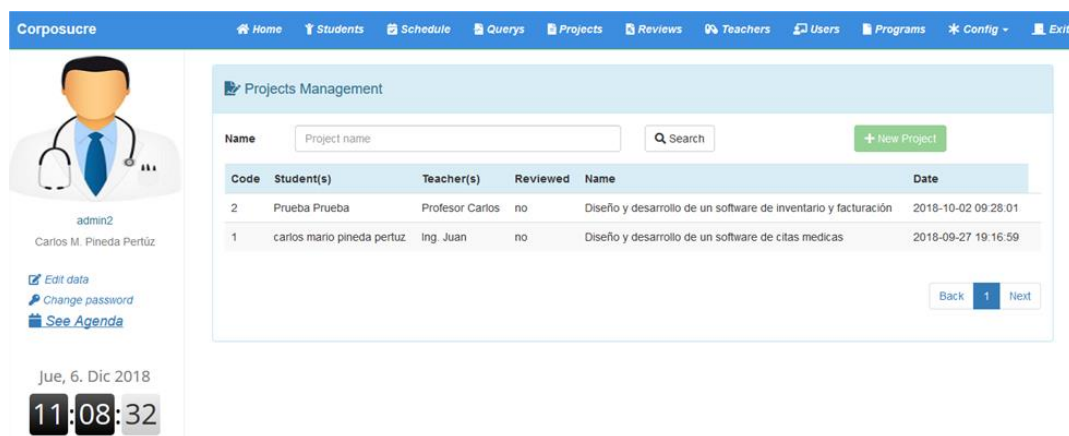 Corposucre Home Students Schedule Querys Projects Reviews Teachers Users Programs Config Exit
admin2
Carlos M. Pineda Pertúz
Edit data
Change password
See Agenda
Jue, 6. Dic 2018
11:08:32
Projects Management
Name Project name Search + New Project
Code Student(s) Teacher(s) Reviewed Name Date
2 Prueba Prueba Profesor Carlos no Diseño y desarrollo de un software de inventario y facturación 2018-10-02 09:28:01
1 carlos mario pineda pertuz Ing. Juan no Diseño y desarrollo de un software de citas medicas 2018-09-27 19:16:59
Back 1 Next